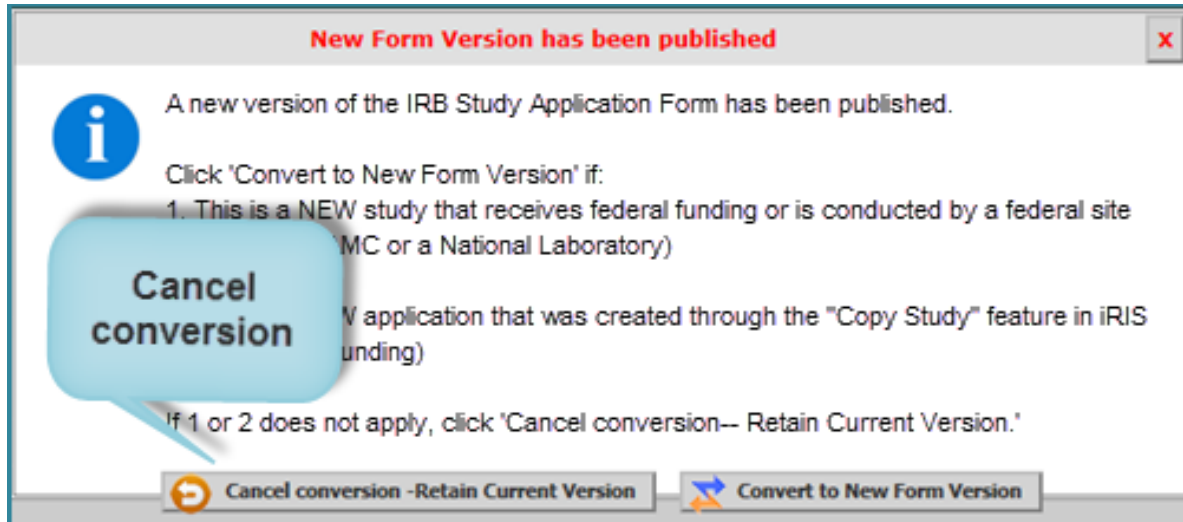 New Form Version has been published
x
i
A new version of the IRB Study Application Form has been published.
Click 'Convert to New Form Version' if:
1. This is a NEW study that receives federal funding or is conducted by a federal site
MC or a National Laboratory)
application that was created through the "Copy Study" feature in iRIS
unding)
If 1 or 2 does not apply, click 'Cancel conversion-- Retain Current Version.'
Cancel
conversion
Cancel conversion -Retain Current Version
Convert to New Form Version